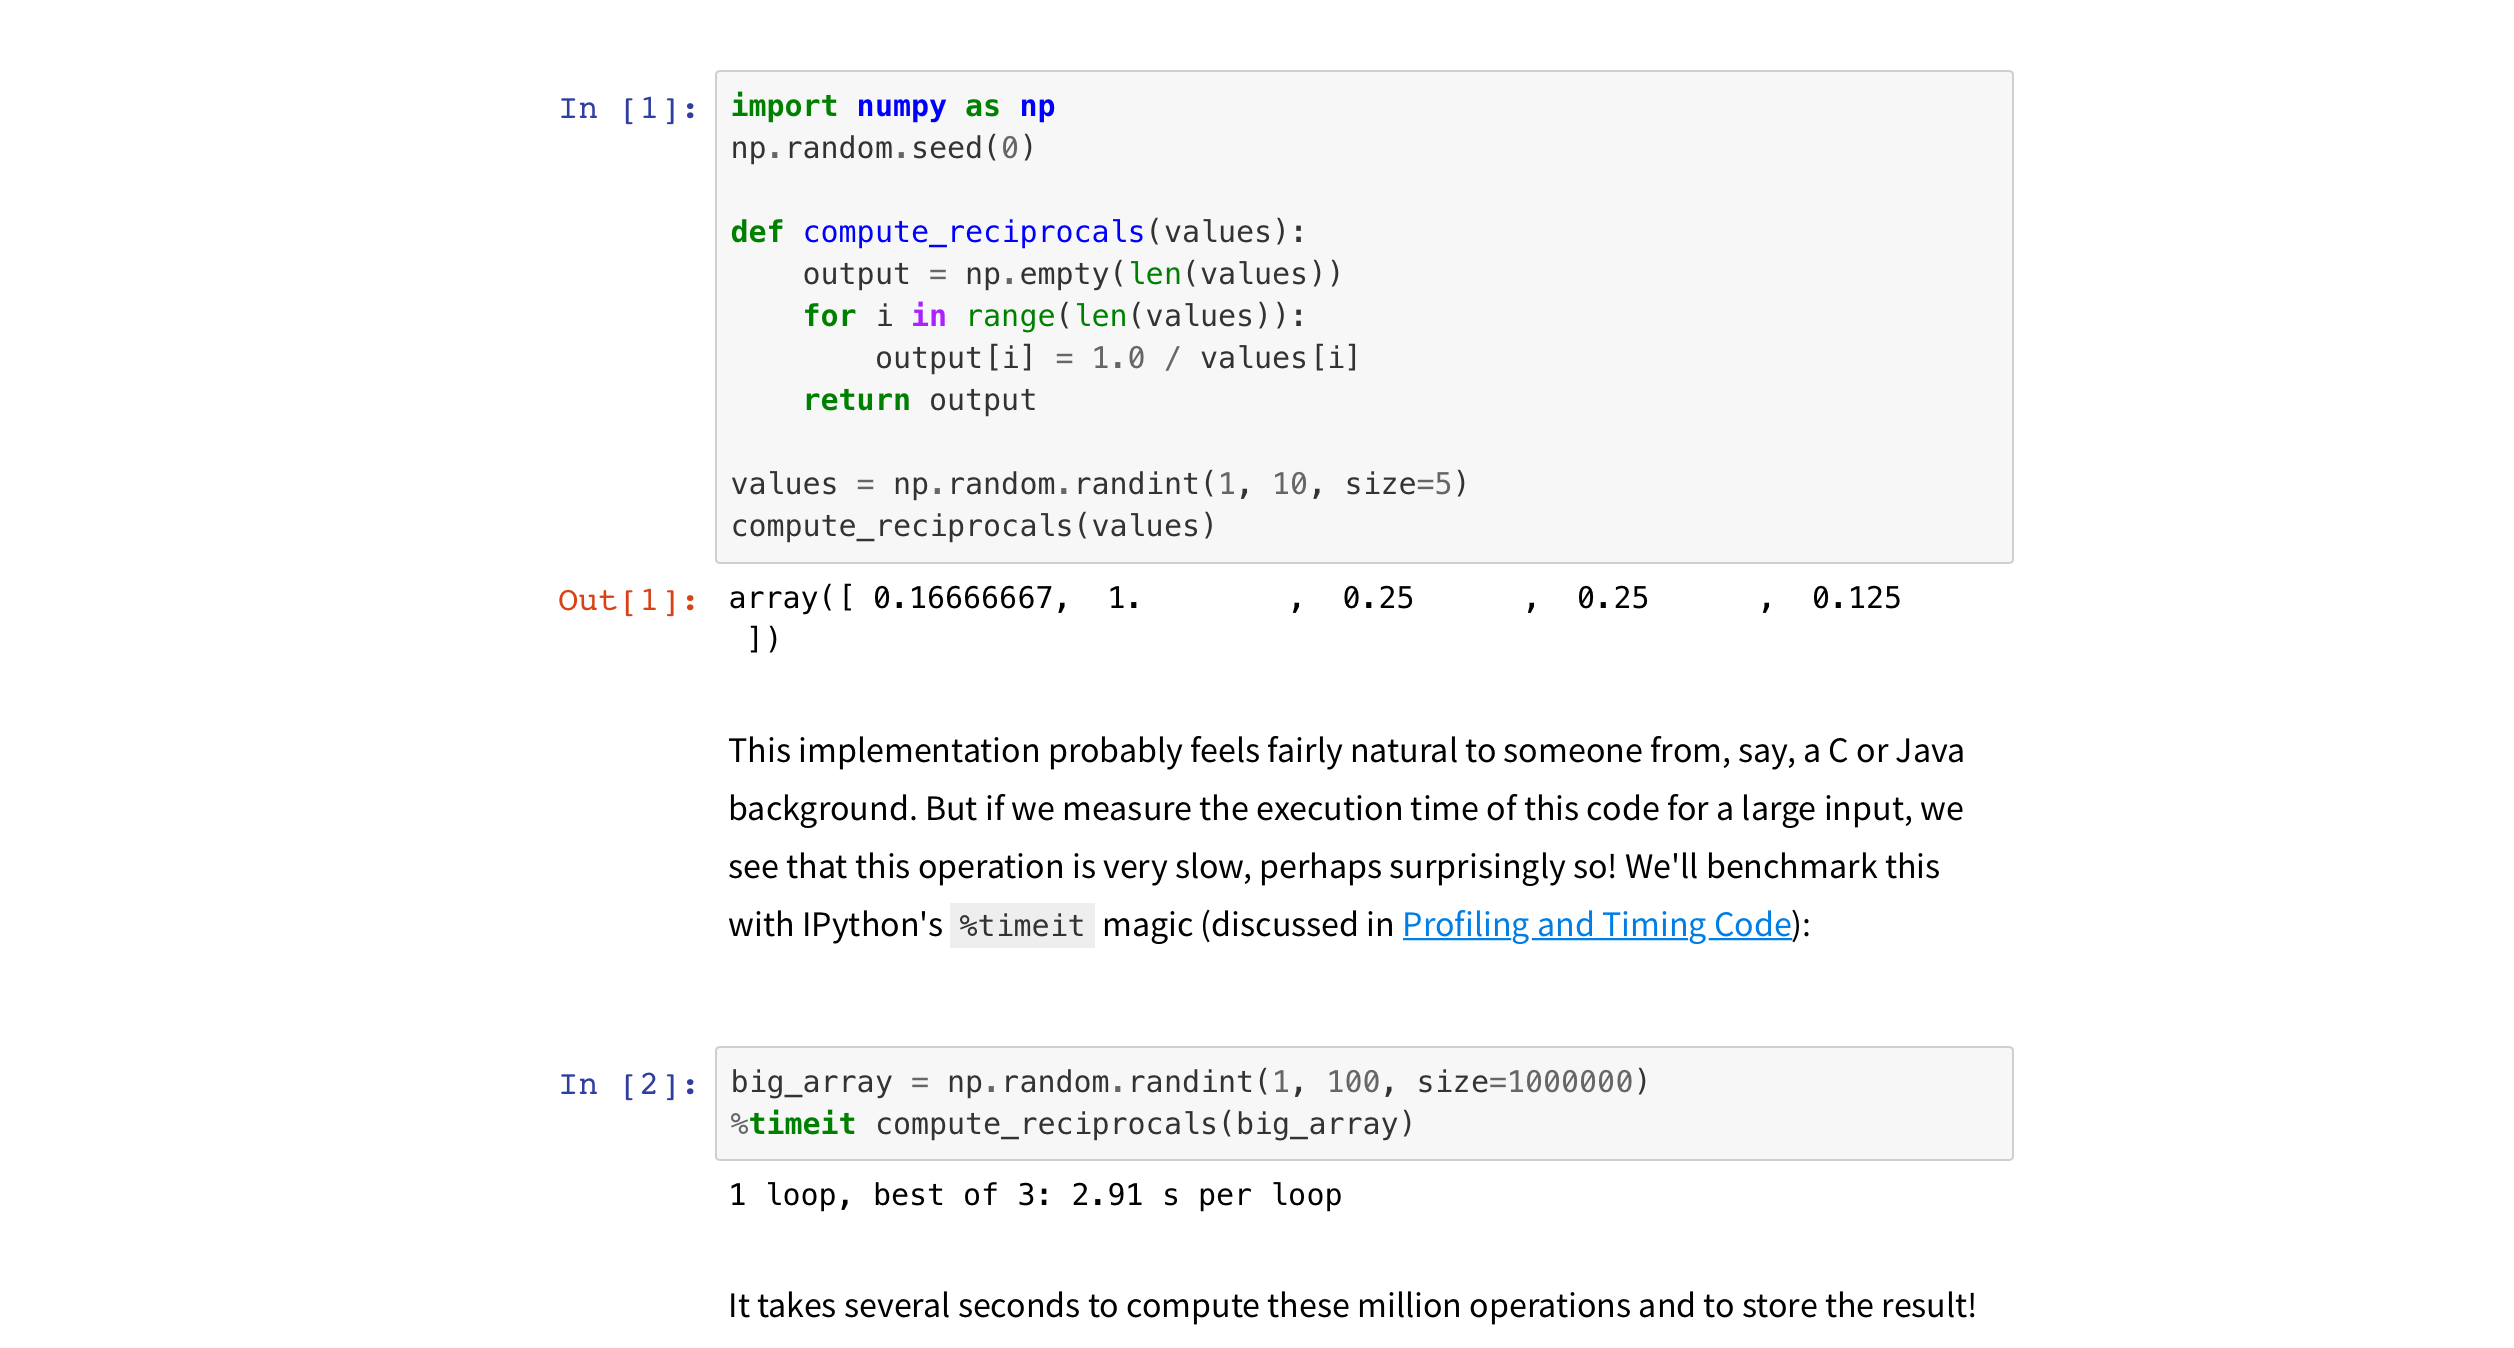 In [1]:
import numpy as np
np.random.seed(0)

def compute_reciprocals(values):
    output = np.empty(len(values))
    for i in range(len(values)):
        output[i] = 1.0 / values[i]
    return output

values = np.random.randint(1, 10, size=5)
compute_reciprocals(values)
Out[1]:
array([ 0.16666667,  1.        ,  0.25      ,  0.25      ,  0.125
 ])
This implementation probably feels fairly natural to someone from, say, a C or Java
background. But if we measure the execution time of this code for a large input, we
see that this operation is very slow, perhaps surprisingly so! We'll benchmark this
with IPython's %timeit magic (discussed in Profiling and Timing Code):
In [2]:
big_array = np.random.randint(1, 100, size=1000000)
%timeit compute_reciprocals(big_array)
1 loop, best of 3: 2.91 s per loop
It takes several seconds to compute these million operations and to store the result!